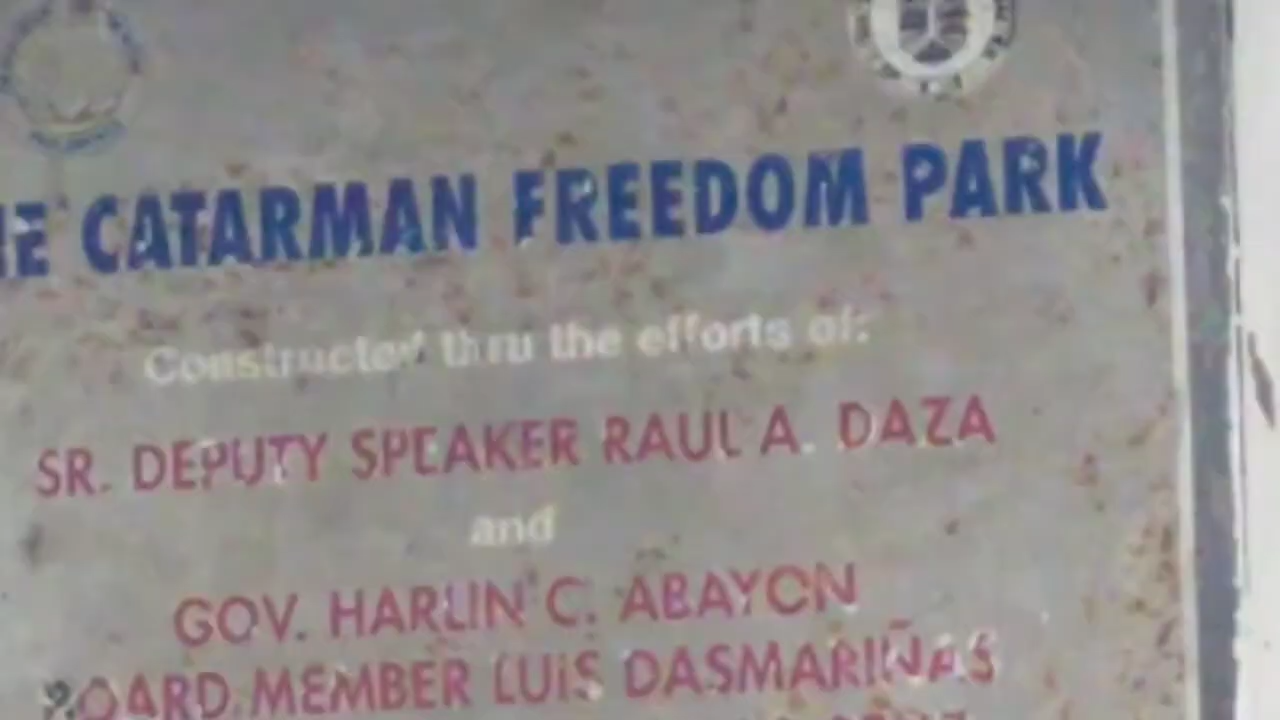 HE CATARMAN FREEDOM PARK
Constructed thru the efforts of:
SR. DEPUTY SPEAKER RAUL A. DAZA
and
GOV. HARLIN C. ABAYON
BOARD MEMBER LUIS DASMARIÑAS